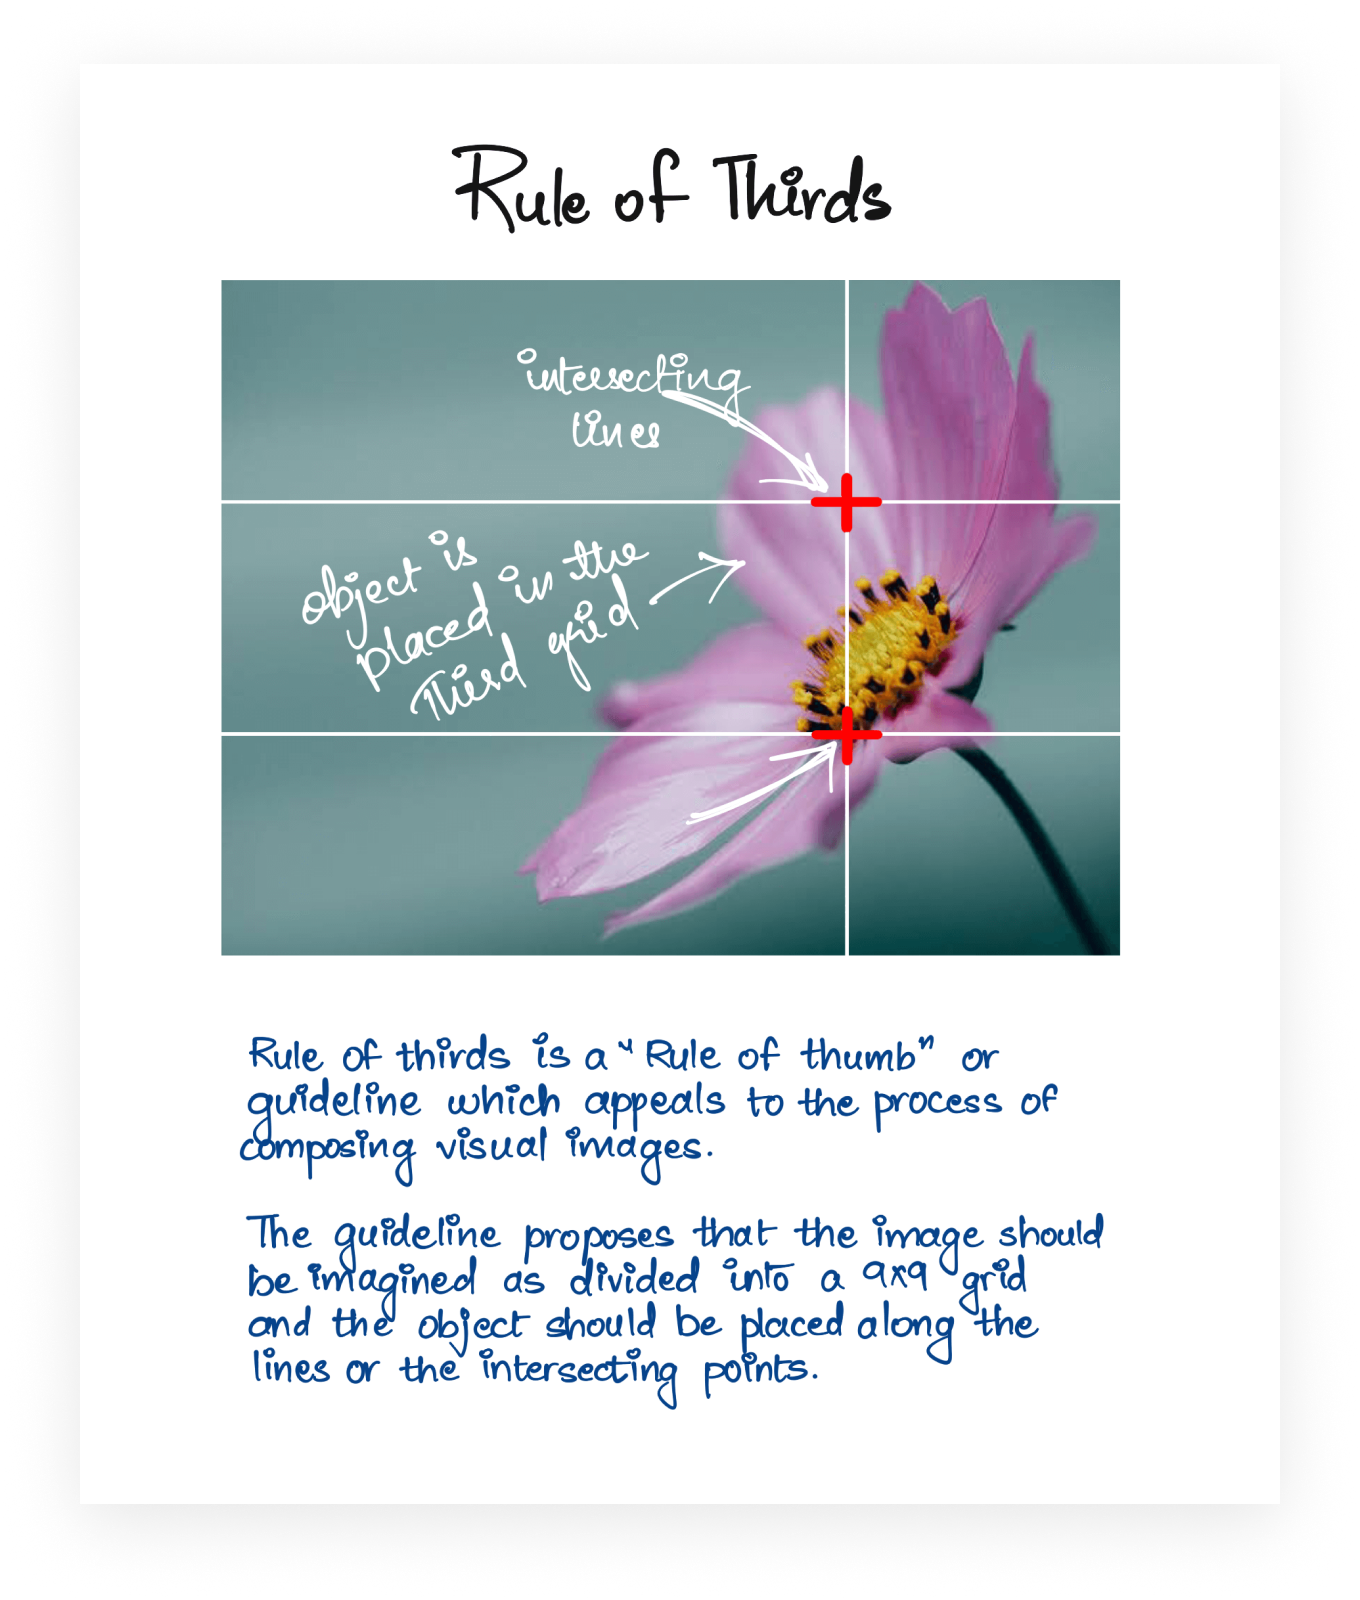 Rule of Thirds
intersecting
lines
object is
placed in the
Third grid
Rule of thirds is a "Rule of thumb" or
guideline which appeals to the process of
composing visual images.
The guideline proposes that the image should
be imagined as divided into a 9x9 grid
and the object should be placed along the
lines or the intersecting points.